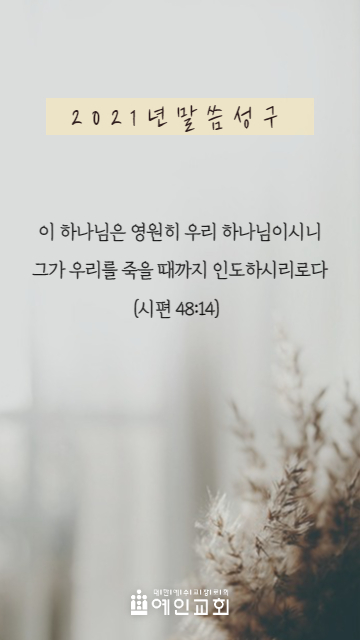 2021년말씀성구
이 하나님은 영원히 우리 하나님이시니
그가 우리를 죽을 때까지 인도하시리로다
(시편 48:14)
예인교회